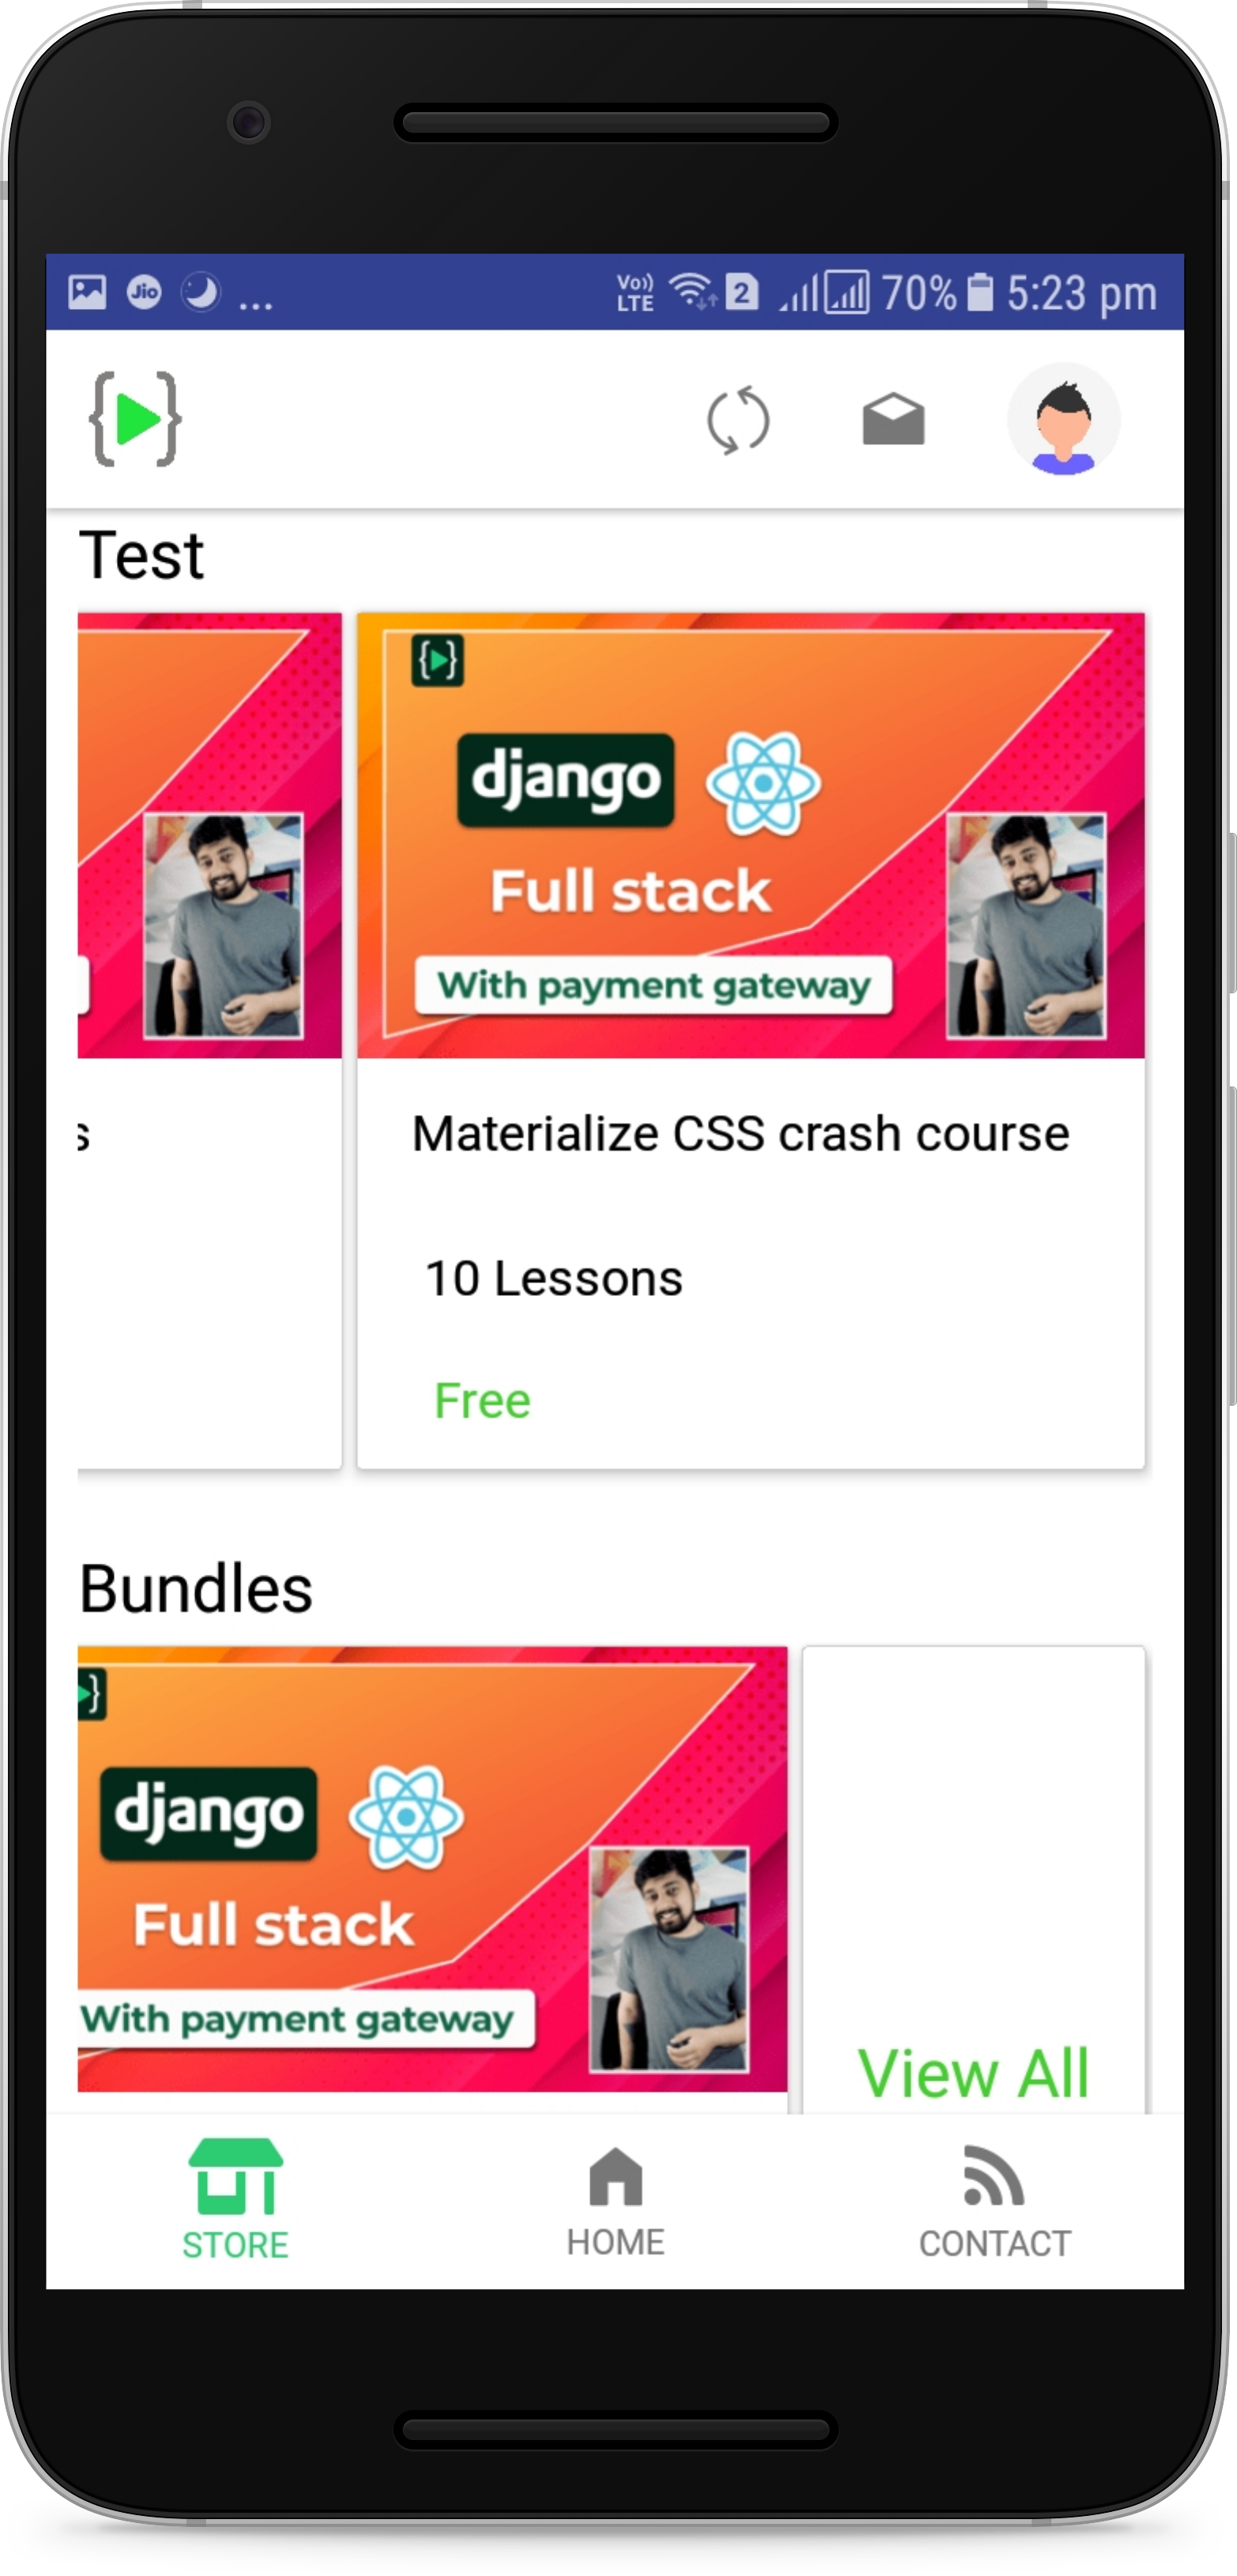 Jio
...
Vo))
LTE
2
70%
5:23 pm
Test
django
Full stack
With payment gateway
s
Materialize CSS crash course
10 Lessons
Free
Bundles
django
Full stack
With payment gateway
View All
STORE
HOME
CONTACT